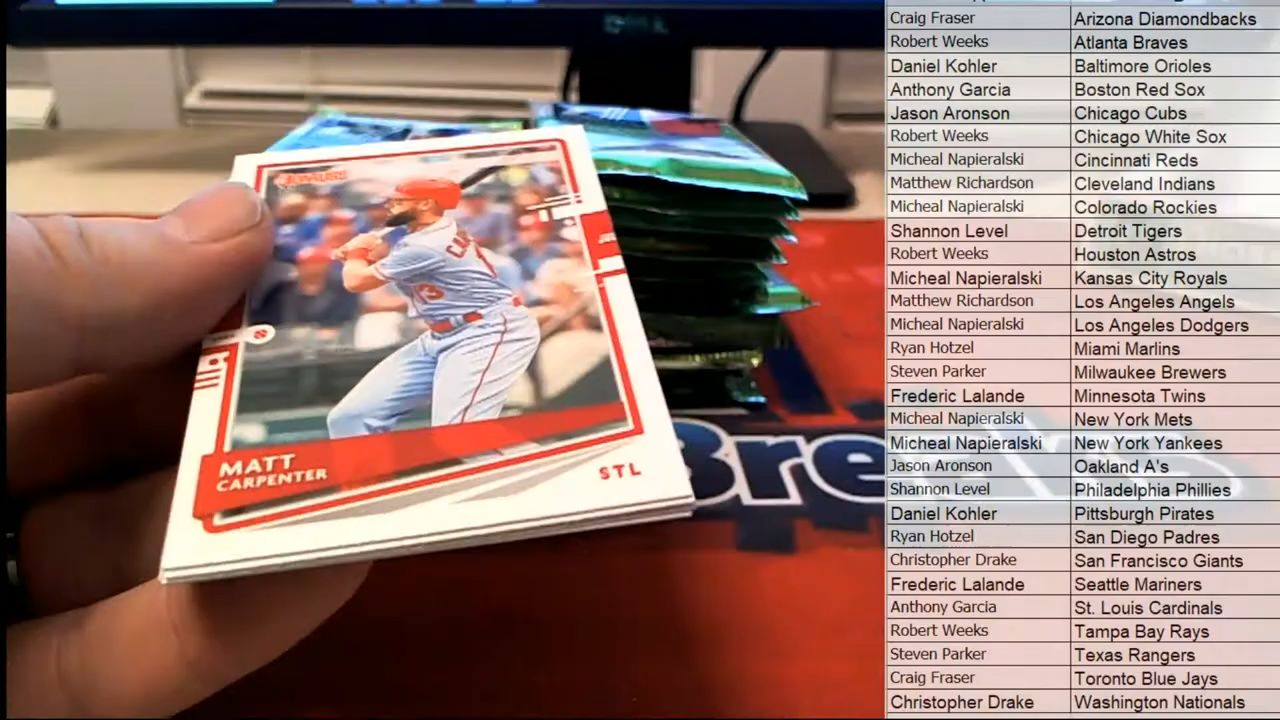 DELL
DONRUSS
CA
13
MATT
CARPENTER
STL
Bre
Craig Fraser Arizona Diamondbacks
Robert Weeks Atlanta Braves
Daniel Kohler Baltimore Orioles
Anthony Garcia Boston Red Sox
Jason Aronson Chicago Cubs
Robert Weeks Chicago White Sox
Micheal Napieralski Cincinnati Reds
Matthew Richardson Cleveland Indians
Micheal Napieralski Colorado Rockies
Shannon Level Detroit Tigers
Robert Weeks Houston Astros
Micheal Napieralski Kansas City Royals
Matthew Richardson Los Angeles Angels
Micheal Napieralski Los Angeles Dodgers
Ryan Hotzel Miami Marlins
Steven Parker Milwaukee Brewers
Frederic Lalande Minnesota Twins
Micheal Napieralski New York Mets
Micheal Napieralski New York Yankees
Jason Aronson Oakland A's
Shannon Level Philadelphia Phillies
Daniel Kohler Pittsburgh Pirates
Ryan Hotzel San Diego Padres
Christopher Drake San Francisco Giants
Frederic Lalande Seattle Mariners
Anthony Garcia St. Louis Cardinals
Robert Weeks Tampa Bay Rays
Steven Parker Texas Rangers
Craig Fraser Toronto Blue Jays
Christopher Drake Washington Nationals